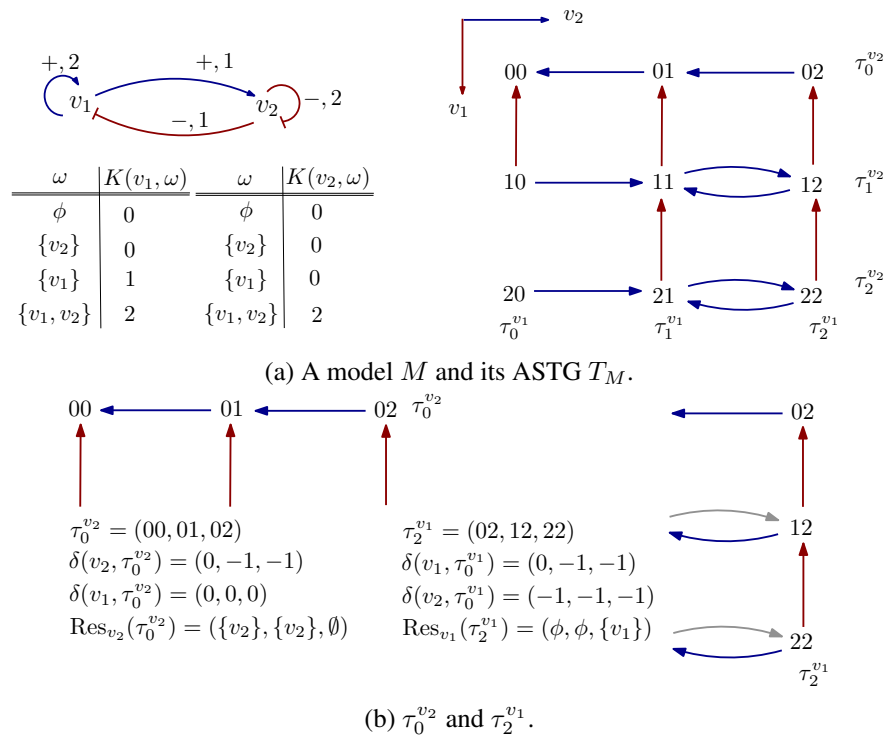 +, 2
+, 1
v₁
v₂
−, 2
−, 1
ω K(v₁, ω) ω K(v₂, ω)
ϕ 0 ϕ 0
{v₂} 0 {v₂} 0
{v₁} 1 {v₁} 0
{v₁, v₂} 2 {v₁, v₂} 2
v₂
v₁
00 01 02 τ₀^{v₂}
10 11 12 τ₁^{v₂}
20 21 22 τ₂^{v₂}
τ₀^{v₁} τ₁^{v₁} τ₂^{v₁}
(a) A model M and its ASTG T_M.
00 01 02 τ₀^{v₂}
τ₀^{v₂} = (00, 01, 02)
δ(v₂, τ₀^{v₂}) = (0, −1, −1)
δ(v₁, τ₀^{v₂}) = (0, 0, 0)
Res_{v₂}(τ₀^{v₂}) = ({v₂}, {v₂}, ∅)
τ₂^{v₁} = (02, 12, 22)
δ(v₁, τ₀^{v₁}) = (0, −1, −1)
δ(v₂, τ₀^{v₁}) = (−1, −1, −1)
Res_{v₁}(τ₂^{v₁}) = (ϕ, ϕ, {v₁})
02
12
22
τ₂^{v₁}
(b) τ₀^{v₂} and τ₂^{v₁}.